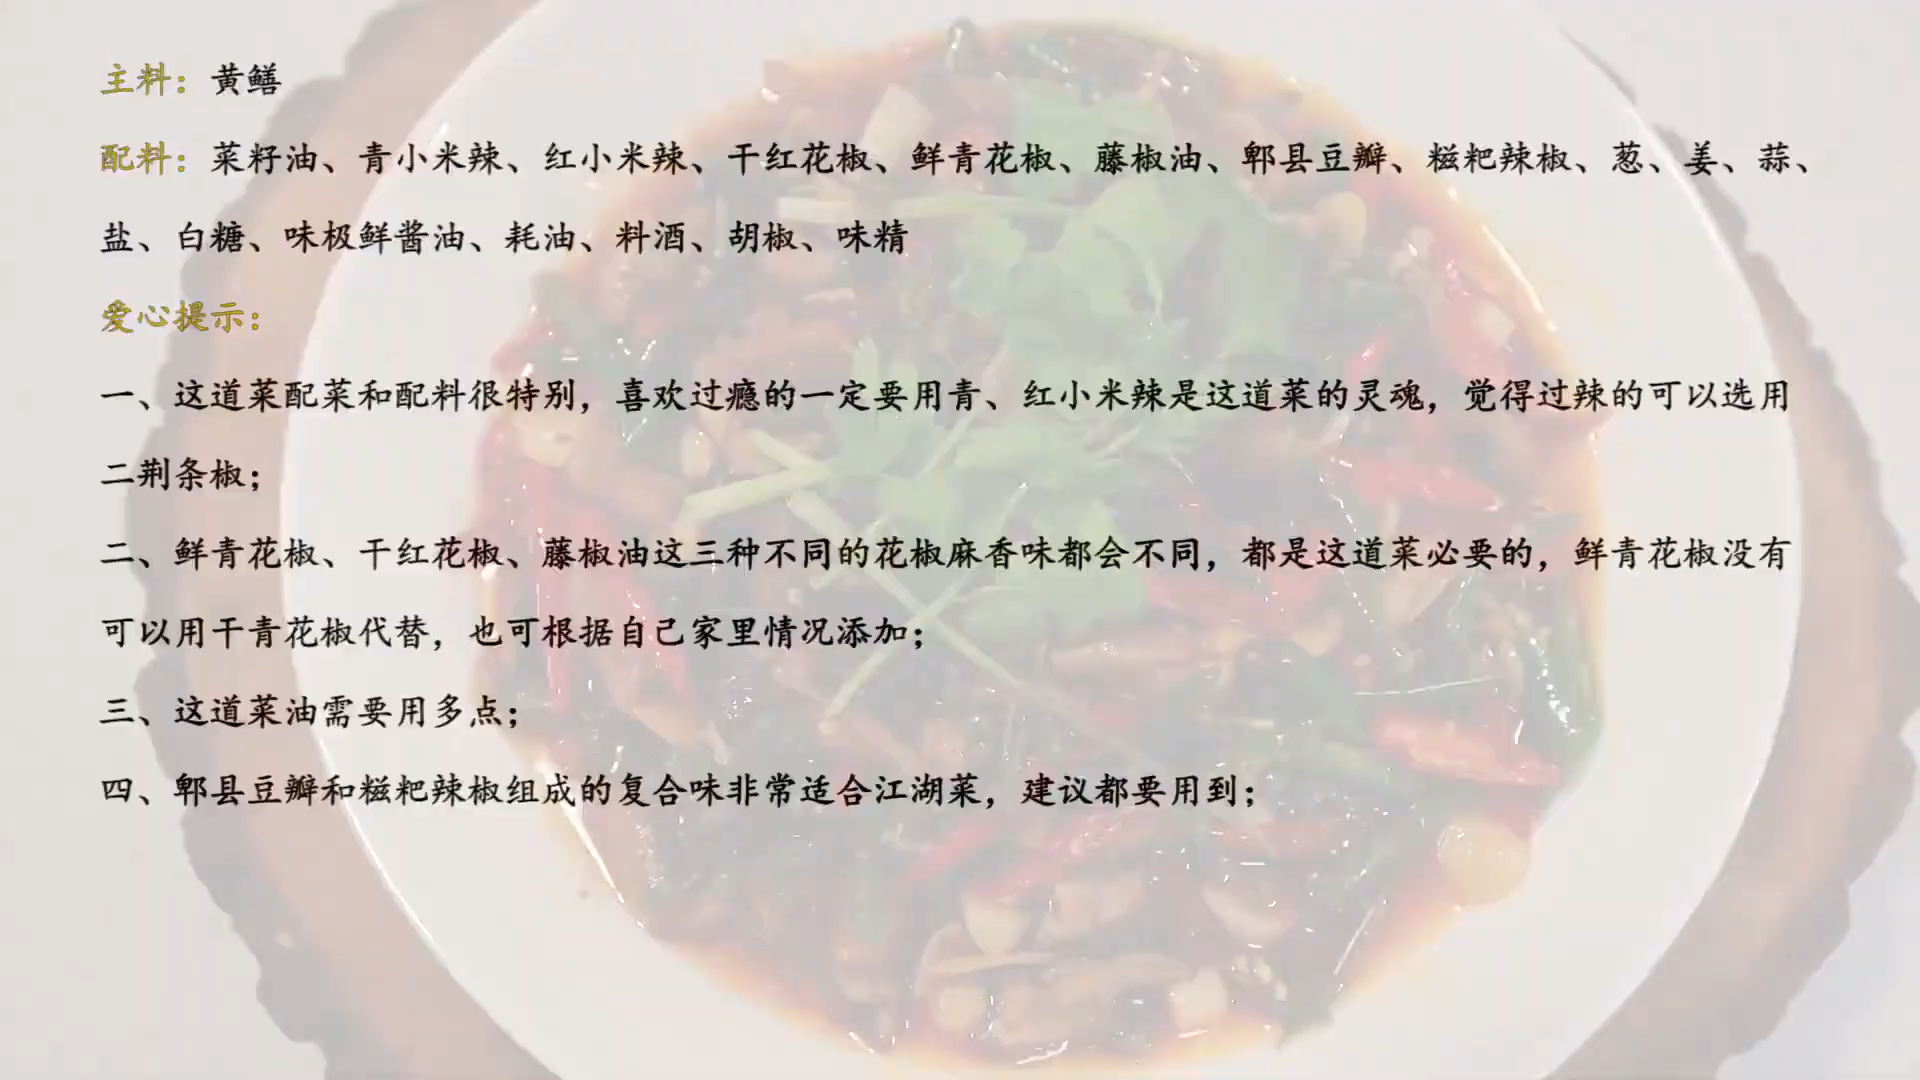 主料：黄鳝
配料：菜籽油、青小米辣、红小米辣、干红花椒、鲜青花椒、藤椒油、郫县豆瓣、糍粑辣椒、葱、姜、蒜、
盐、白糖、味极鲜酱油、耗油、料酒、胡椒、味精
爱心提示：
一、这道菜配菜和配料很特别，喜欢过瘾的一定要用青、红小米辣是这道菜的灵魂，觉得过辣的可以选用
二荆条椒；
二、鲜青花椒、干红花椒、藤椒油这三种不同的花椒麻香味都会不同，都是这道菜必要的，鲜青花椒没有
可以用干青花椒代替，也可根据自己家里情况添加；
三、这道菜油需要用多点；
四、郫县豆瓣和糍粑辣椒组成的复合味非常适合江湖菜，建议都要用到；